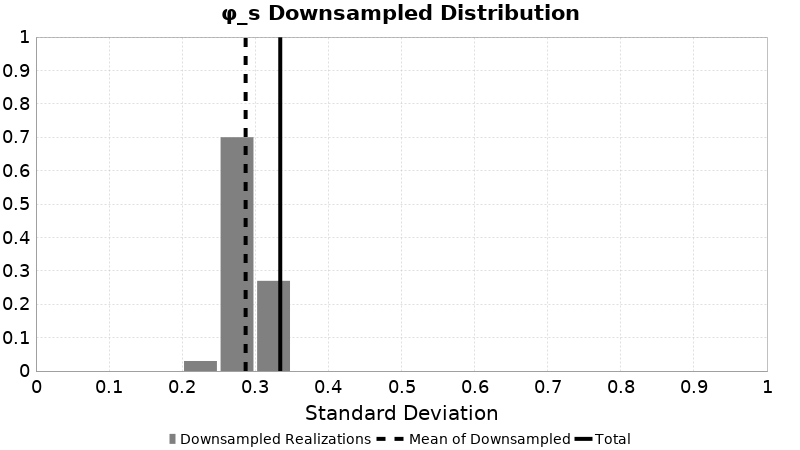 φ_s Downsampled Distribution
1
0.9
0.8
0.7
0.6
0.5
0.4
0.3
0.2
0.1
0
0 0.1 0.2 0.3 0.4 0.5 0.6 0.7 0.8 0.9 1
Standard Deviation
Downsampled Realizations Mean of Downsampled Total